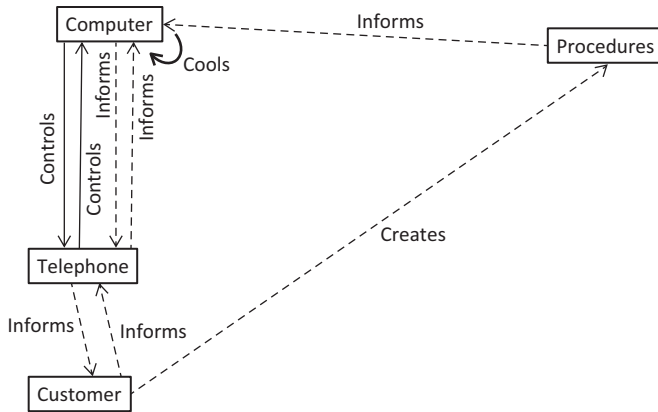 Informs
Computer
Procedures
Cools
Informs
Informs
Controls
Controls
Creates
Telephone
Informs
Informs
Customer